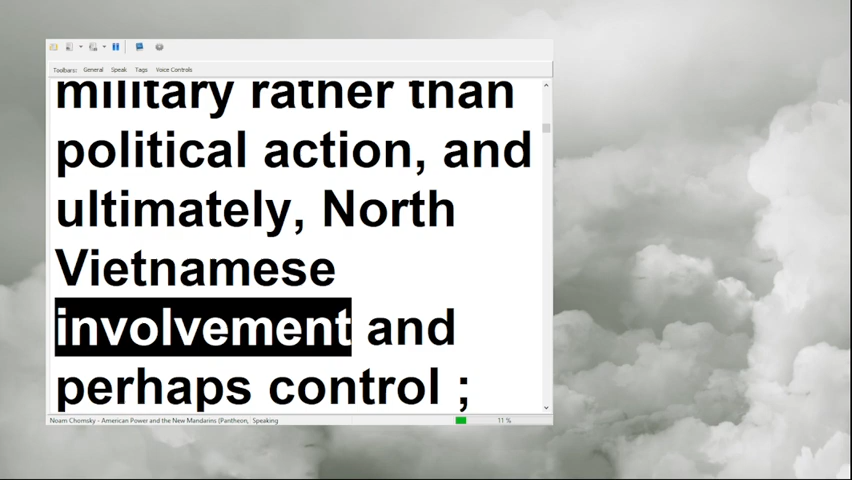 Toolbars: General Speak Tags Voice Controls
military rather than
political action, and
ultimately, North
Vietnamese
involvement and
perhaps control ;
Noam Chomsky - American Power and the New Mandarins (Pantheon, Speaking 11 %